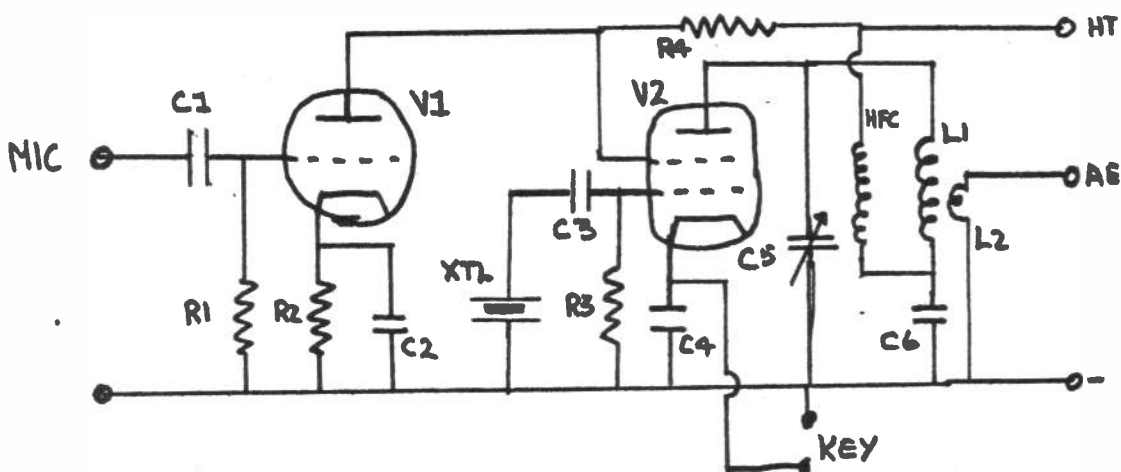 HT
R4
C1
V1
V2
MIC
HFC
L1
AE
C3
C5
L2
XTL
R1
R2
C2
R3
C4
C6
-
KEY